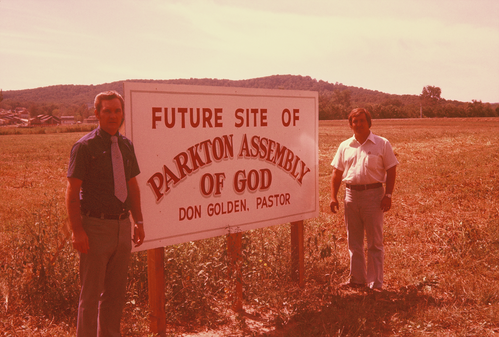 FUTURE SITE OF
PARKTON ASSEMBLY
OF GOD
DON GOLDEN, PASTOR